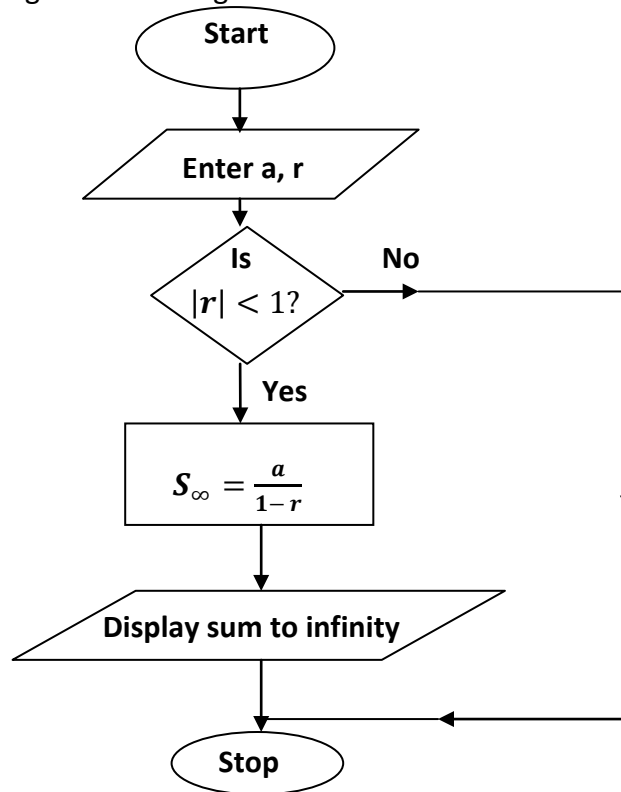 Start
Enter a, r
Is
|r| < 1?
No
Yes
S∞ = a / 1 − r
Display sum to infinity
Stop